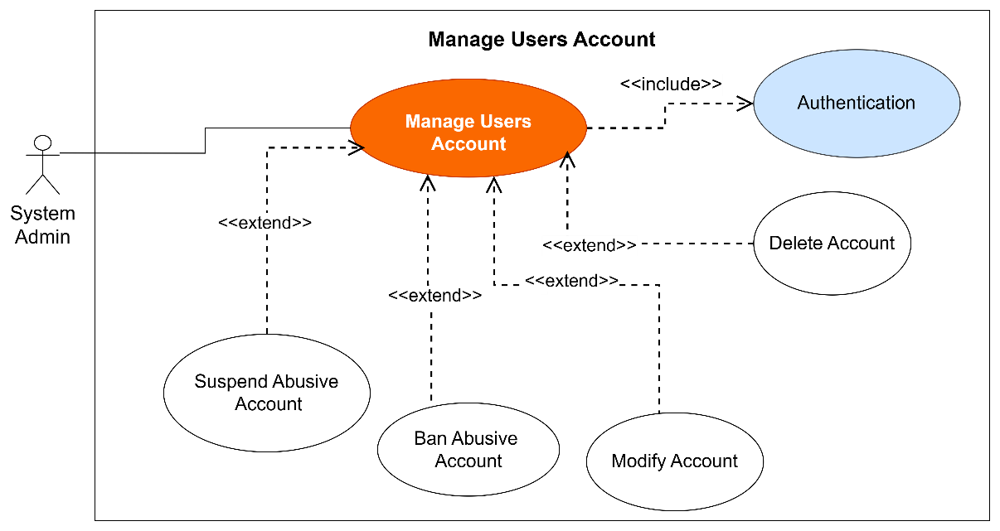 Manage Users Account
<<include>>
Authentication
Manage Users
Account
System
Admin
<<extend>>
<<extend>>
Delete Account
<<extend>>
<<extend>>
Suspend Abusive
Account
Ban Abusive
Account
Modify Account